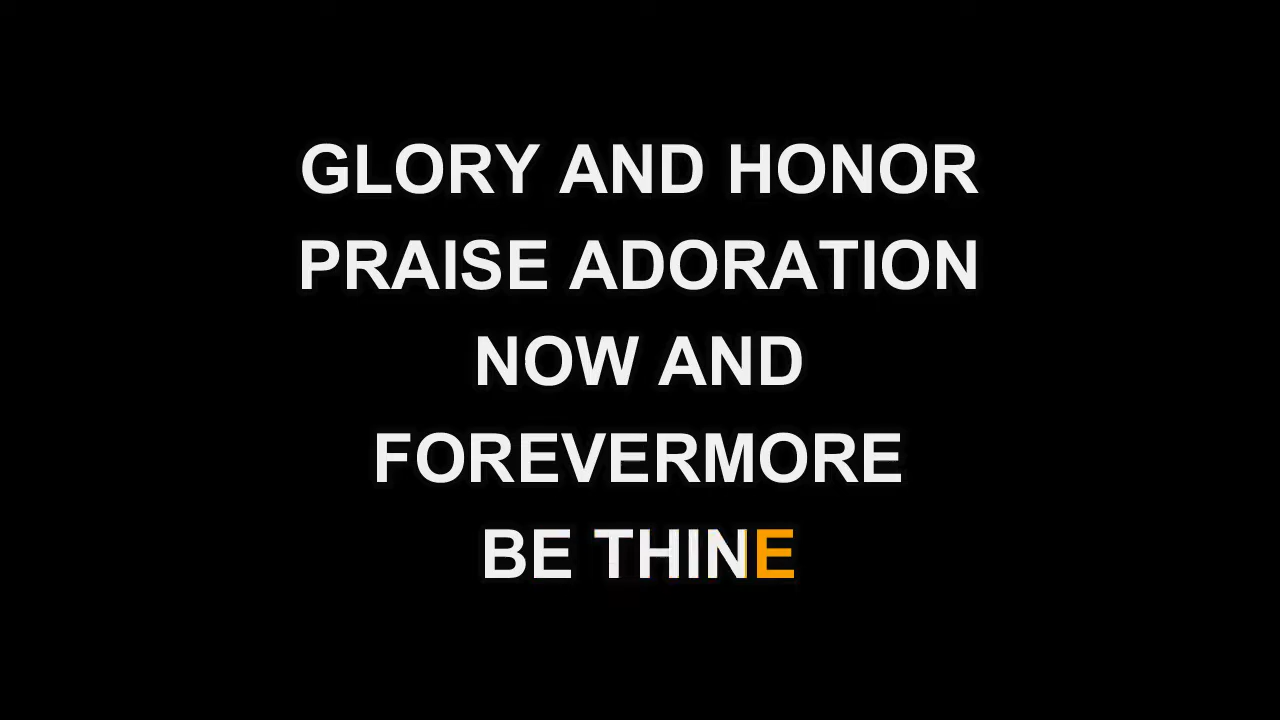 GLORY AND HONOR
PRAISE ADORATION
NOW AND
FOREVERMORE
BE THINE